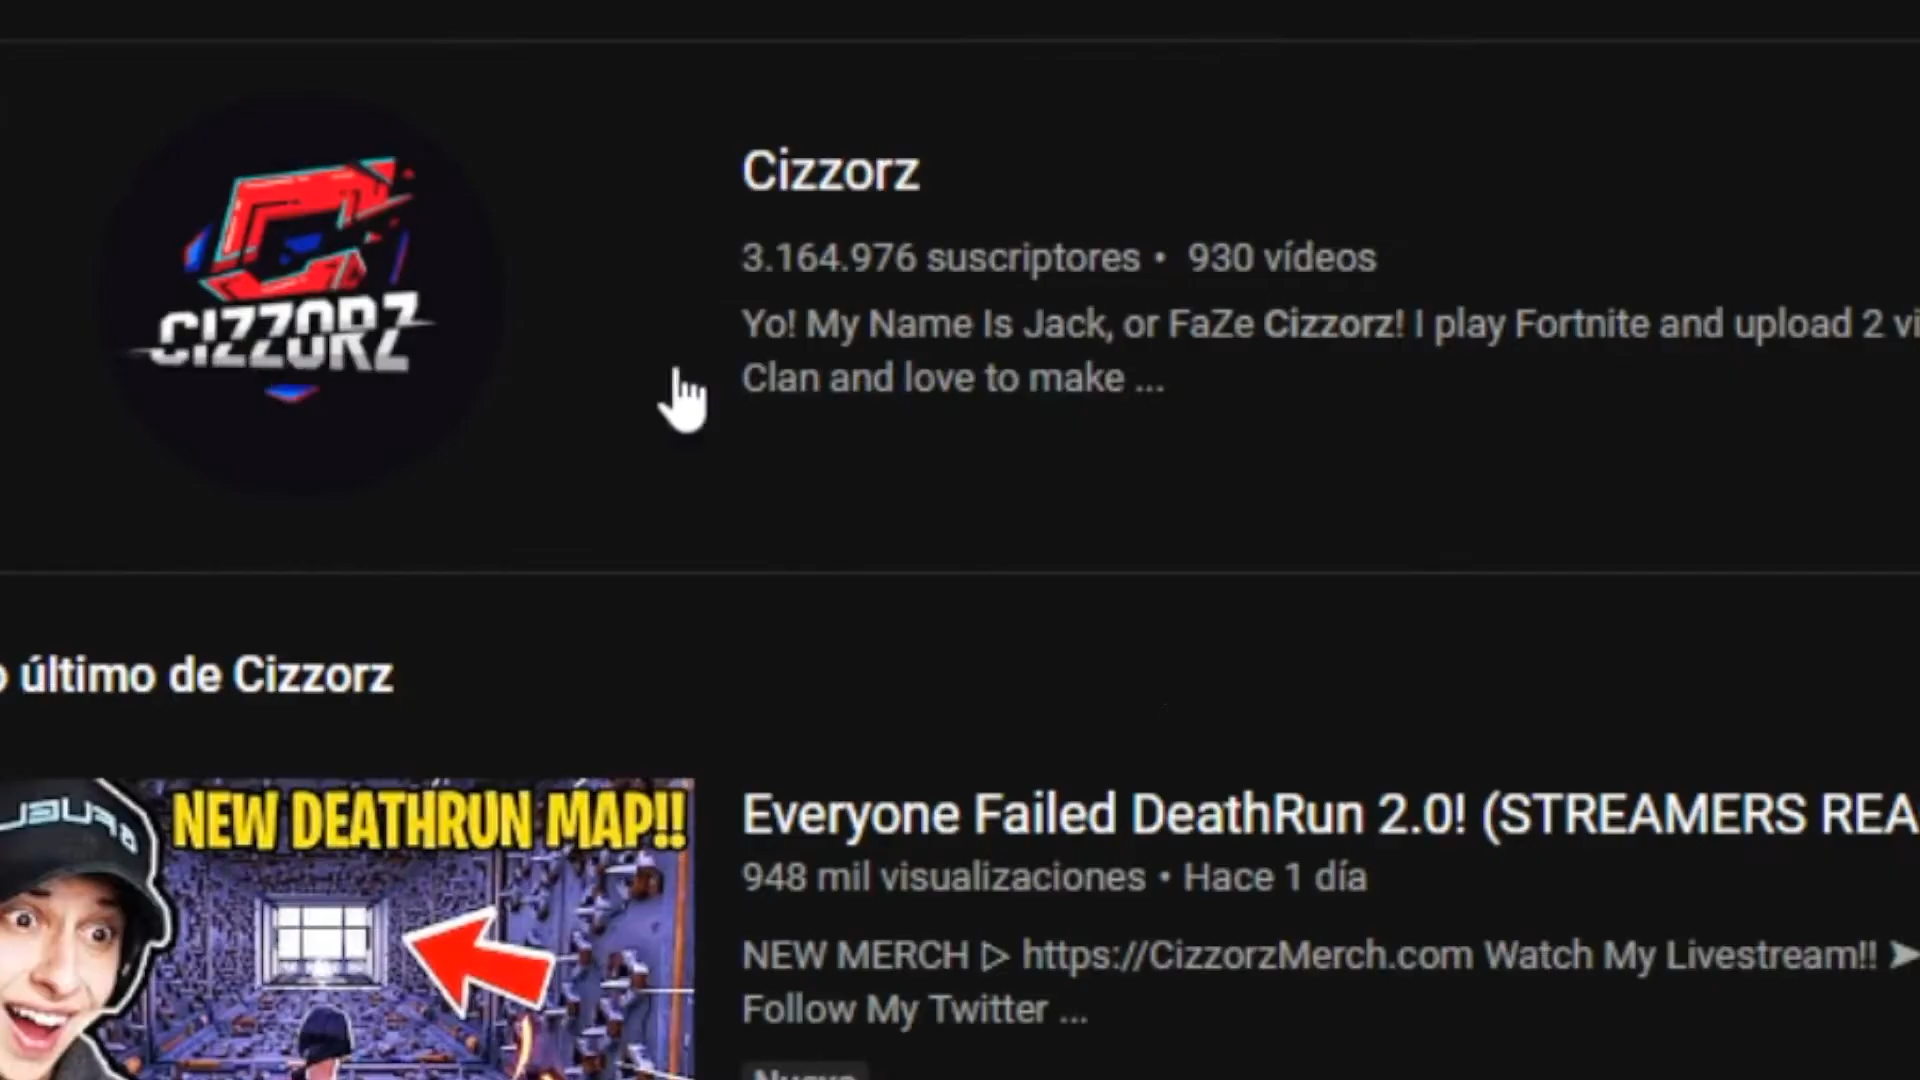 CIZZORZ
Cizzorz
3.164.976 suscriptores • 930 vídeos
Yo! My Name Is Jack, or FaZe Cizzorz! I play Fortnite and upload 2 vi
Clan and love to make ...
o último de Cizzorz
NEW DEATHRUN MAP!!
Everyone Failed DeathRun 2.0! (STREAMERS REA
948 mil visualizaciones • Hace 1 día
NEW MERCH ▷ https://CizzorzMerch.com Watch My Livestream!! ➤
Follow My Twitter ...
Nuevo